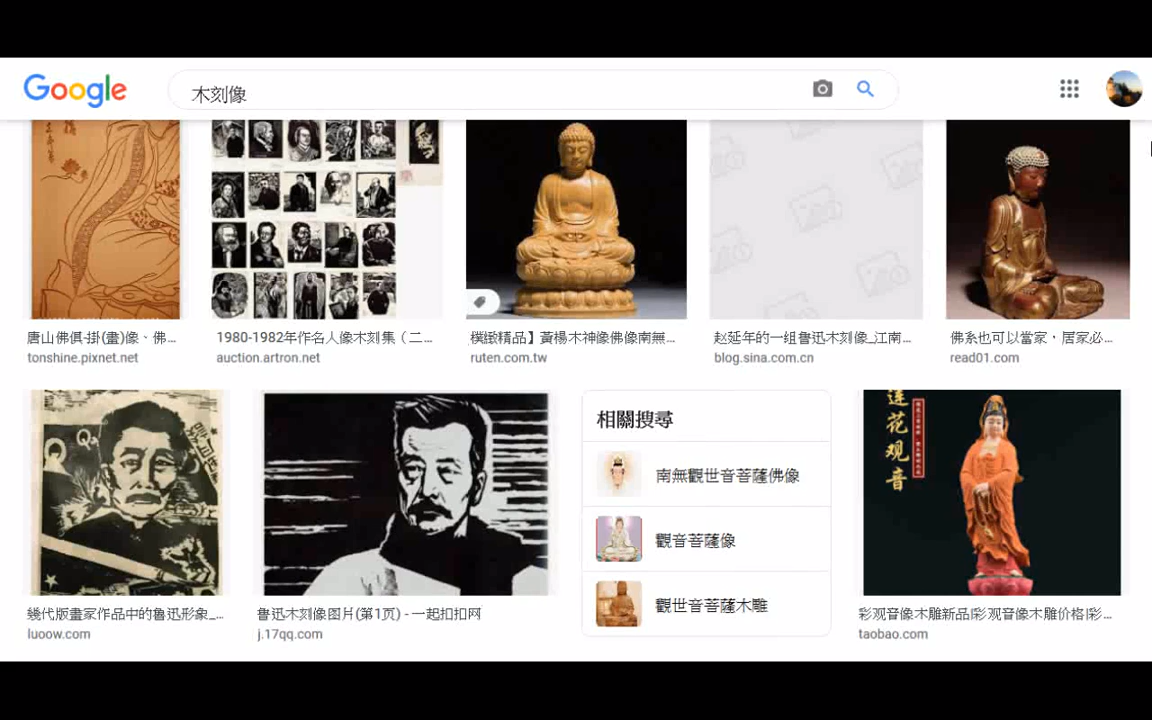 Google
木刻像
唐山佛俱-掛(畫)像、佛...
tonshine.pixnet.net
1980-1982年作名人像木刻集（二...
auction.artron.net
樸緻精品】黃楊木神像佛像南無...
ruten.com.tw
赵延年的一组鲁迅木刻像_江南...
blog.sina.com.cn
佛系也可以當家，居家必...
read01.com
莲花观音
幾代版畫家作品中的魯迅形象_...
luoow.com
鲁迅木刻像图片(第1页) - 一起扣扣网
j.17qq.com
相關搜尋
南無觀世音菩薩佛像
觀音菩薩像
觀世音菩薩木雕
彩观音像木雕新品|彩观音像木雕价格|彩...
taobao.com